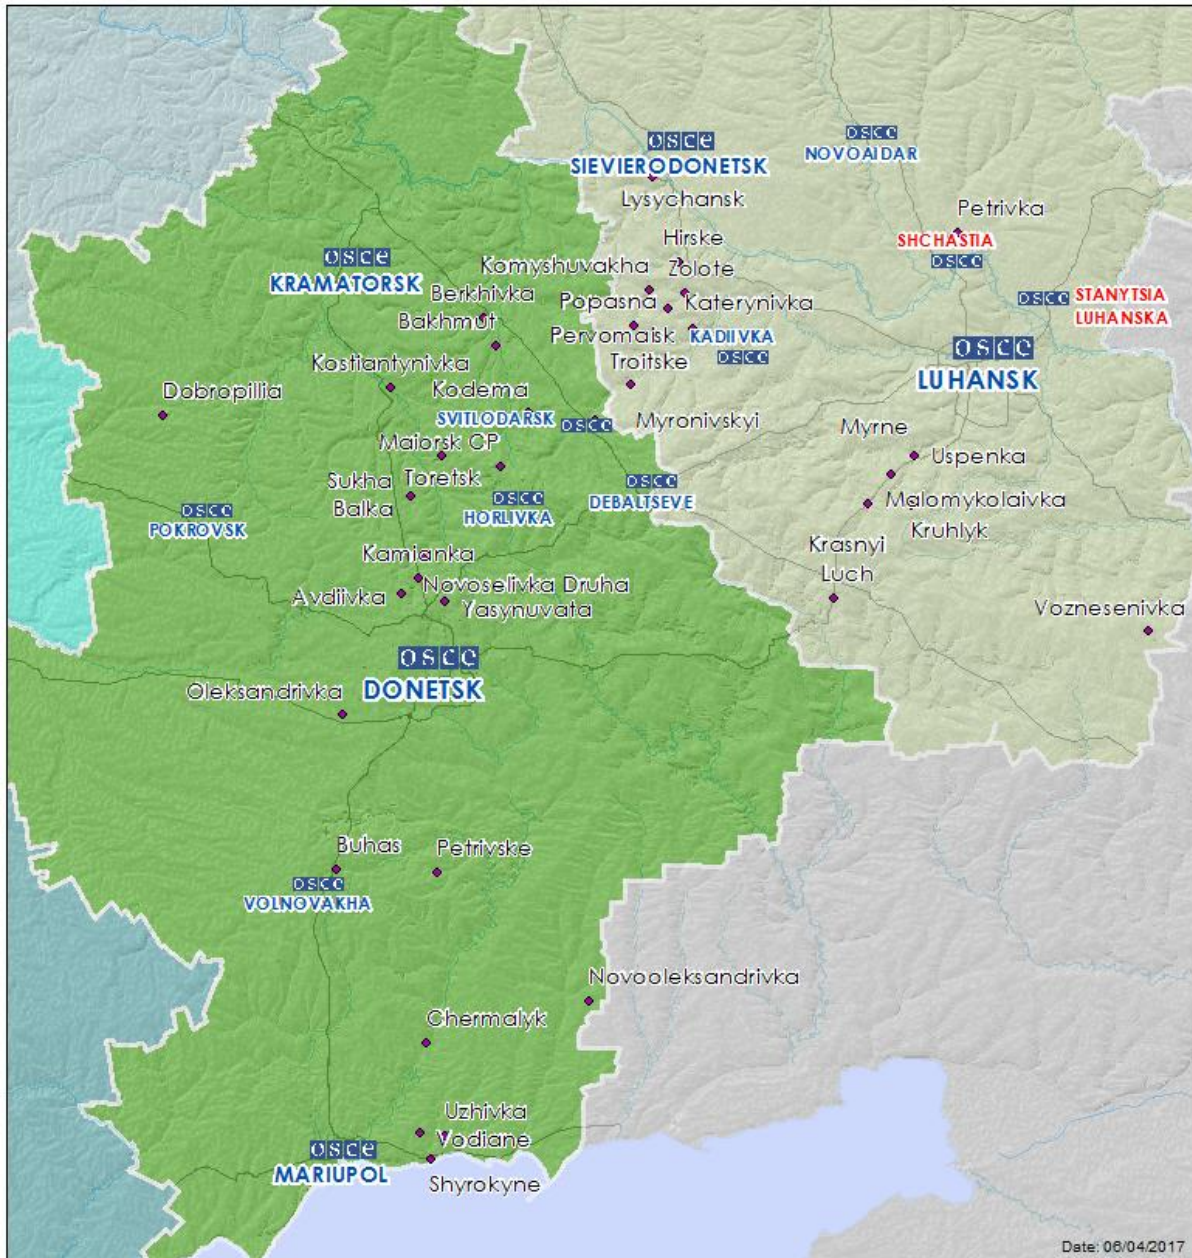 osce
SIEVIERODONETSK
osce
NOVOAIDAR
Lysychansk
Petrivka
SHCHASTIA
osce
Hirske
osce
KRAMATORSK
Komyshuvakha
Zolote
Berkhivka
Popasna
Katerynivka
osce
STANYTSIA
LUHANSKA
Bakhmut
Pervomaisk
KADIIVKA
osce
osce
LUHANSK
Kostiantynivka
Troitske
Dobropillia
Kodema
SVITLODARSK
osce
Myronivskyi
Myrne
Maiorsk CP
Uspenka
Sukha
Balka
Toretsk
osce
HORLIVKA
osce
DEBALTSEVE
Malomykolaivka
Kruhlyk
osce
POKROVSK
Krasnyi
Luch
Kamianka
Avdiivka
Novoselivka Druha
Yasynuvata
Voznesenivka
osce
DONETSK
Oleksandrivka
Buhas
Petrivske
osce
VOLNOVAKHA
Novooleksandrivka
Chermalyk
Uzhivka
Vodiane
osce
MARIUPOL
Shyrokyne
Date: 06/04/2017